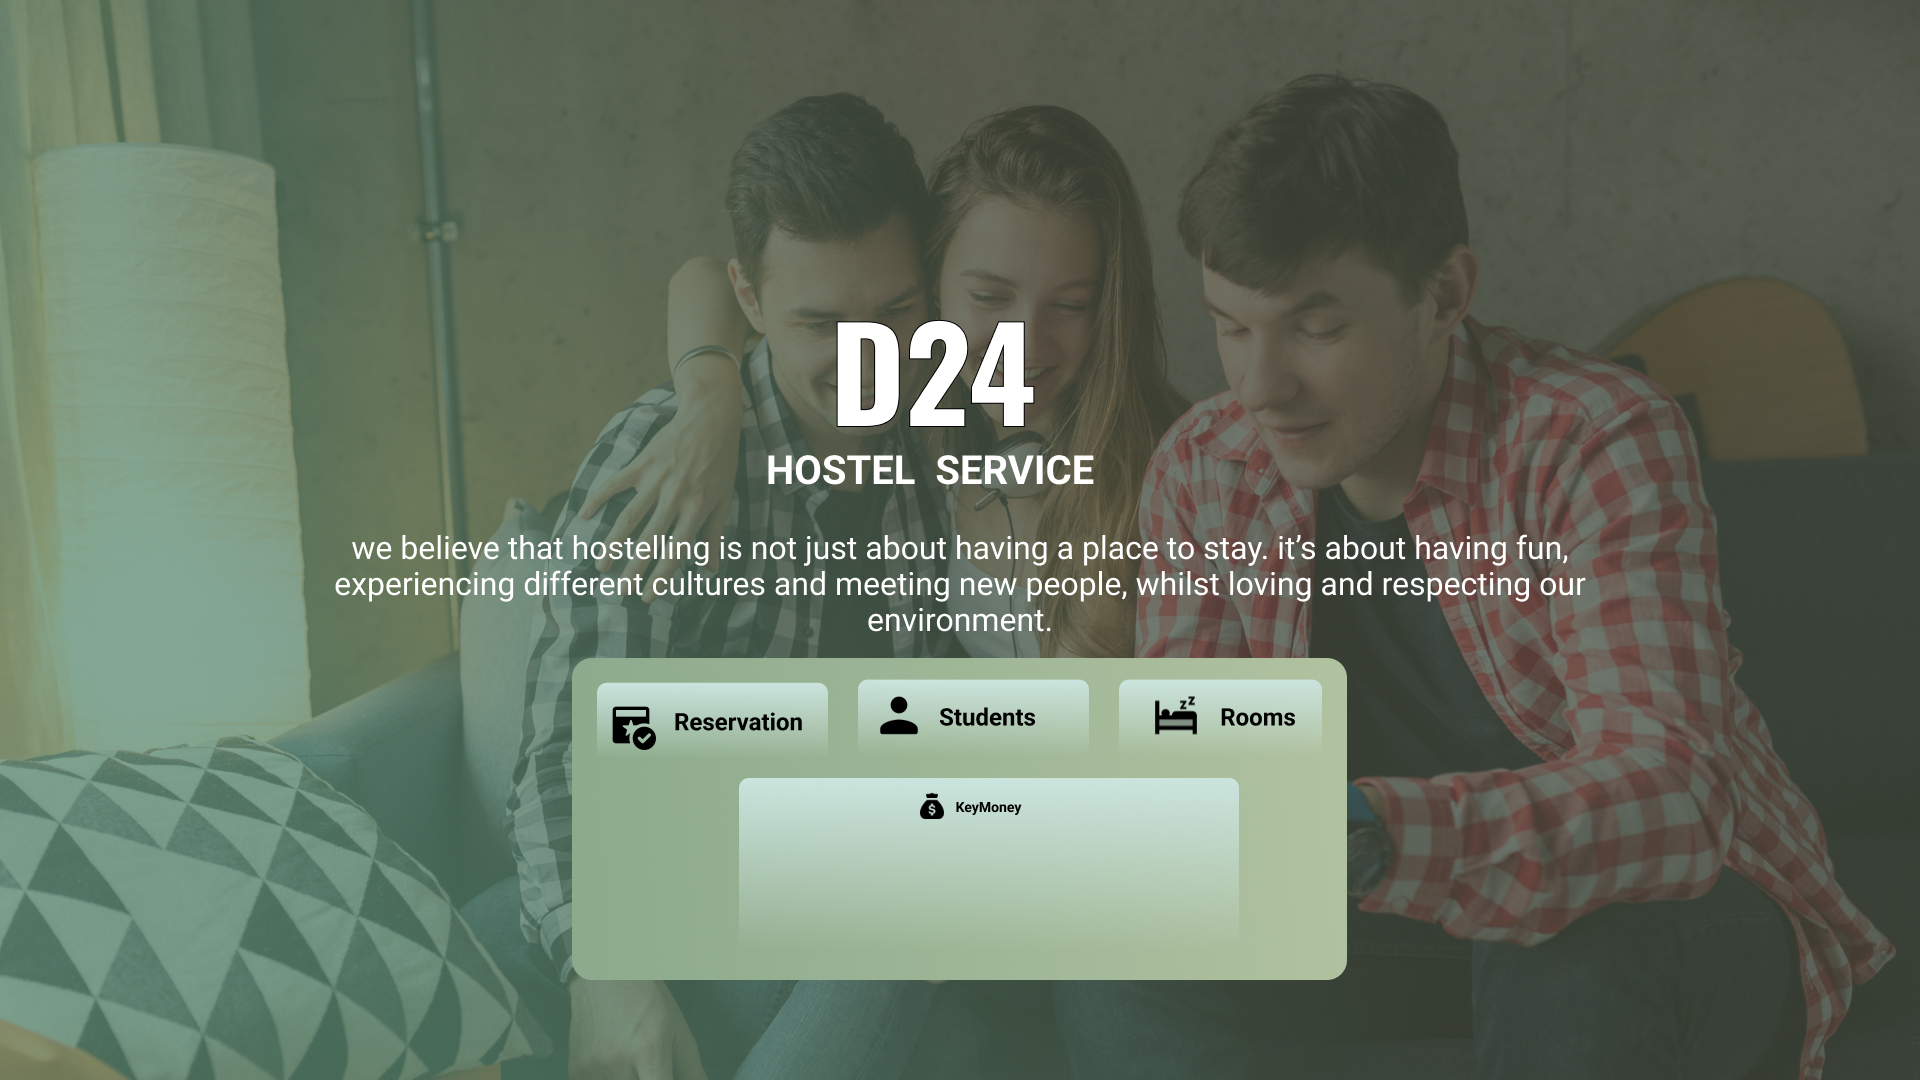 D24
HOSTEL SERVICE
we believe that hostelling is not just about having a place to stay. it’s about having fun,
experiencing different cultures and meeting new people, whilst loving and respecting our
environment.
Reservation
Students
zz
Rooms
$
KeyMoney